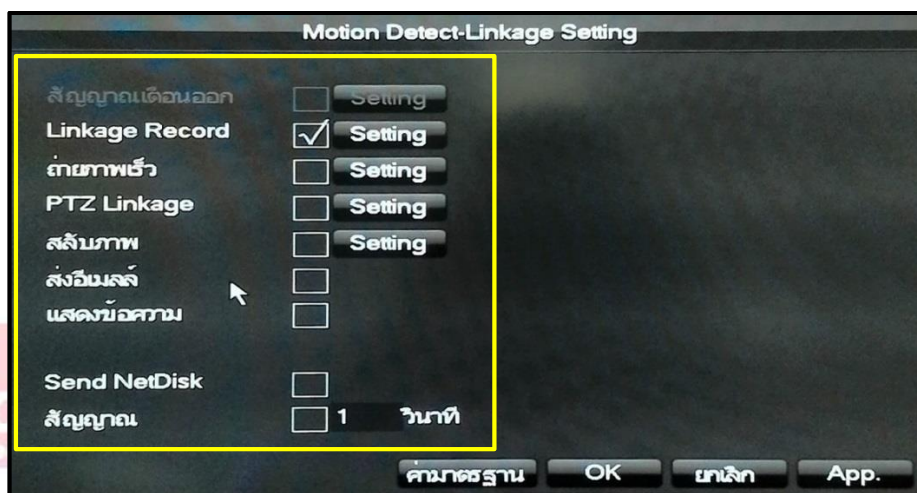 Motion Detect-Linkage Setting
สัญญาณเตือนออก Setting
Linkage Record Setting
ถ่ายภาพเร็ว Setting
PTZ Linkage Setting
สลับภาพ Setting
ส่งอีเมลล์
แสดงข้อความ
Send NetDisk
สัญญาณ 1 วินาที
ค่ามาตรฐาน OK ยกเลิก App.